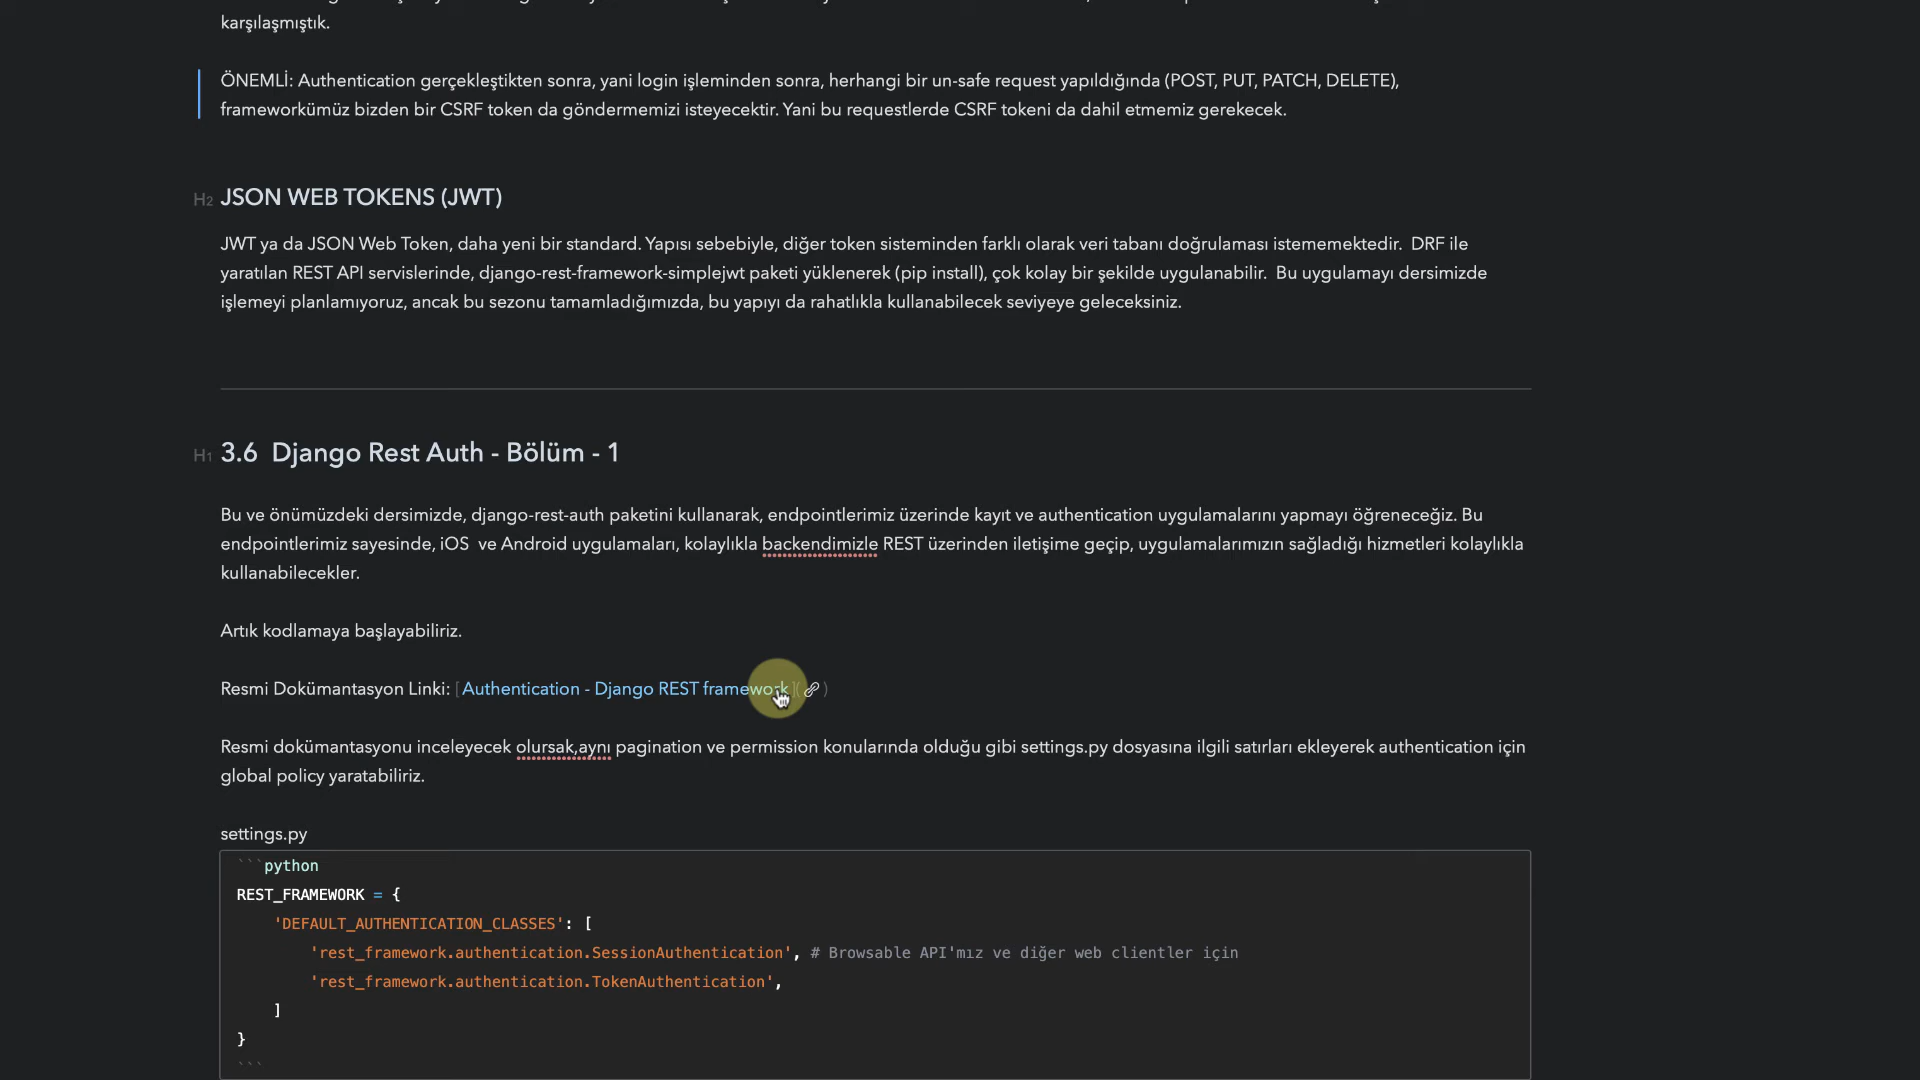 karşılaşmıştık.
ÖNEMLİ: Authentication gerçekleştikten sonra, yani login işleminden sonra, herhangi bir un-safe request yapıldığında (POST, PUT, PATCH, DELETE),
frameworkümüz bizden bir CSRF token da göndermemizi isteyecektir. Yani bu requestlerde CSRF tokeni da dahil etmemiz gerekecek.
H2 JSON WEB TOKENS (JWT)
JWT ya da JSON Web Token, daha yeni bir standard. Yapısı sebebiyle, diğer token sisteminden farklı olarak veri tabanı doğrulaması istememektedir. DRF ile
yaratılan REST API servislerinde, django-rest-framework-simplejwt paketi yüklenerek (pip install), çok kolay bir şekilde uygulanabilir. Bu uygulamayı dersimizde
işlemeyi planlamıyoruz, ancak bu sezonu tamamladığımızda, bu yapıyı da rahatlıkla kullanabilecek seviyeye geleceksiniz.
H1 3.6 Django Rest Auth - Bölüm - 1
Bu ve önümüzdeki dersimizde, django-rest-auth paketini kullanarak, endpointlerimiz üzerinde kayıt ve authentication uygulamalarını yapmayı öğreneceğiz. Bu
endpointlerimiz sayesinde, iOS ve Android uygulamaları, kolaylıkla backendimizle REST üzerinden iletişime geçip, uygulamalarımızın sağladığı hizmetleri kolaylıkla
kullanabilecekler.
Artık kodlamaya başlayabiliriz.
Resmi Dokümantasyon Linki: [Authentication - Django REST framework]()
Resmi dokümantasyonu inceleyecek olursak,aynı pagination ve permission konularında olduğu gibi settings.py dosyasına ilgili satırları ekleyerek authentication için
global policy yaratabiliriz.
settings.py
```python
REST_FRAMEWORK = {
    'DEFAULT_AUTHENTICATION_CLASSES': [
        'rest_framework.authentication.SessionAuthentication', # Browsable API'mız ve diğer web clientler için
        'rest_framework.authentication.TokenAuthentication',
    ]
}
```